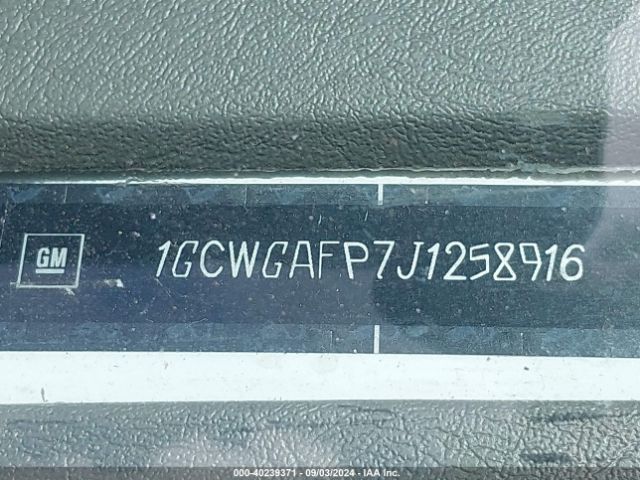 GM 1GCWGAFP7J1258916
000-40239371 - 09/03/2024 - IAA Inc.